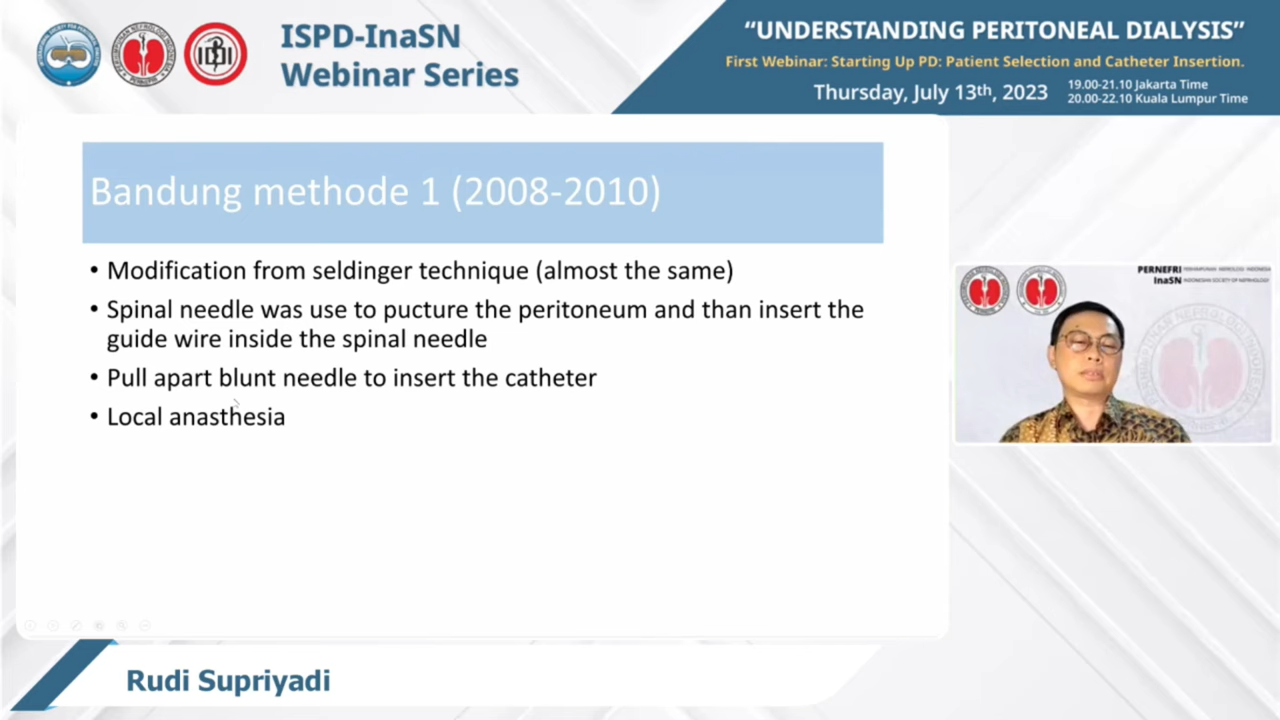 ISPD-InaSN
Webinar Series
“UNDERSTANDING PERITONEAL DIALYSIS”
First Webinar: Starting Up PD: Patient Selection and Catheter Insertion.
Thursday, July 13th, 2023
19.00-21.10 Jakarta Time
20.00-22.10 Kuala Lumpur Time
Bandung methode 1 (2008-2010)
• Modification from seldinger technique (almost the same)
• Spinal needle was use to pucture the peritoneum and than insert the
guide wire inside the spinal needle
• Pull apart blunt needle to insert the catheter
• Local anasthesia
PERNEFRI PERHIMPUNAN NEFROLOGI INDONESIA
InaSN INDONESIAN SOCIETY OF NEPHROLOGY
Rudi Supriyadi